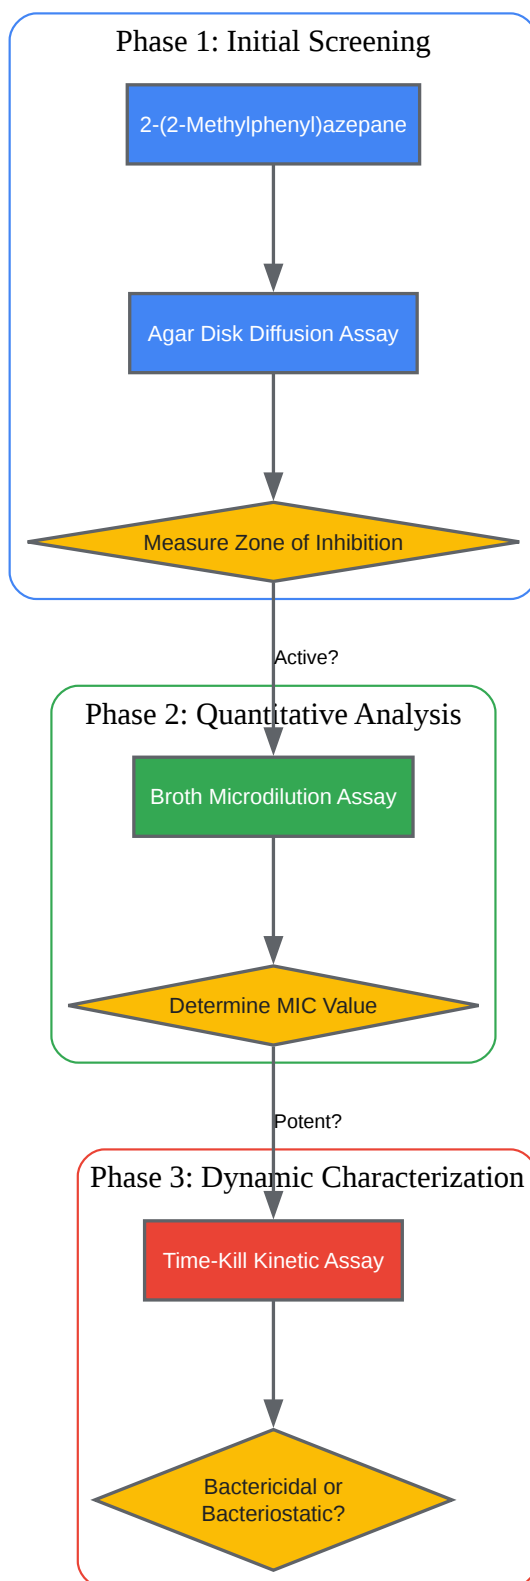 Phase 1: Initial Screening
2-(2-Methylphenyl)azepane
Agar Disk Diffusion Assay
Measure Zone of Inhibition
Active?
Phase 2: Quantitative Analysis
Broth Microdilution Assay
Determine MIC Value
Potent?
Phase 3: Dynamic Characterization
Time-Kill Kinetic Assay
Bactericidal or
Bacteriostatic?